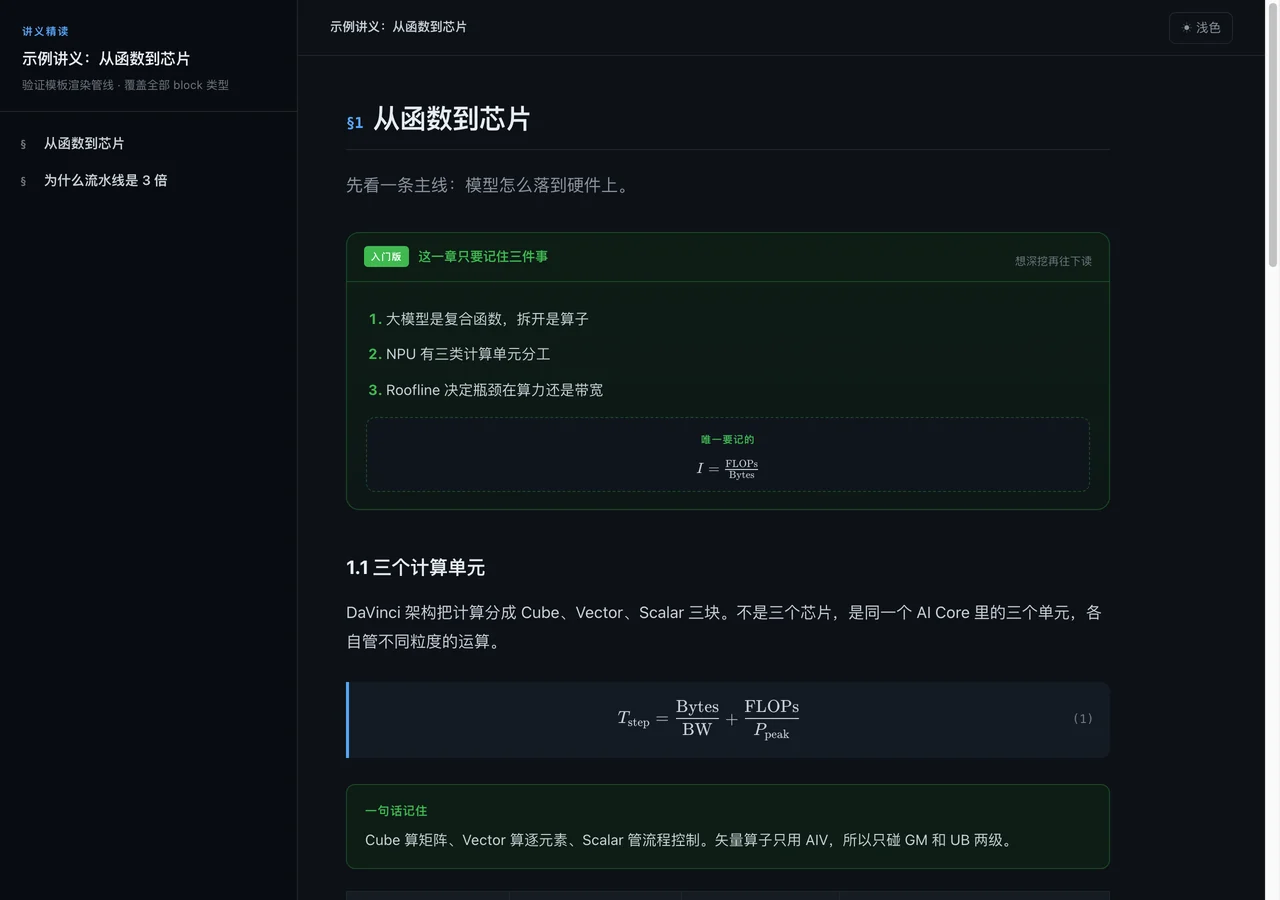 讲义精读
示例讲义：从函数到芯片
验证模板渲染管线 · 覆盖全部 block 类型
§ 从函数到芯片
§ 为什么流水线是 3 倍
示例讲义：从函数到芯片
☀ 浅色
§1 从函数到芯片
先看一条主线：模型怎么落到硬件上。
入门版 这一章只要记住三件事 想深挖再往下读
1. 大模型是复合函数，拆开是算子
2. NPU 有三类计算单元分工
3. Roofline 决定瓶颈在算力还是带宽
唯一要记的
I = FLOPs / Bytes
1.1 三个计算单元
DaVinci 架构把计算分成 Cube、Vector、Scalar 三块。不是三个芯片，是同一个 AI Core 里的三个单元，各
自管不同粒度的运算。
T_step = Bytes / BW + FLOPs / P_peak (1)
一句话记住
Cube 算矩阵、Vector 算逐元素、Scalar 管流程控制。矢量算子只用 AIV，所以只碰 GM 和 UB 两级。